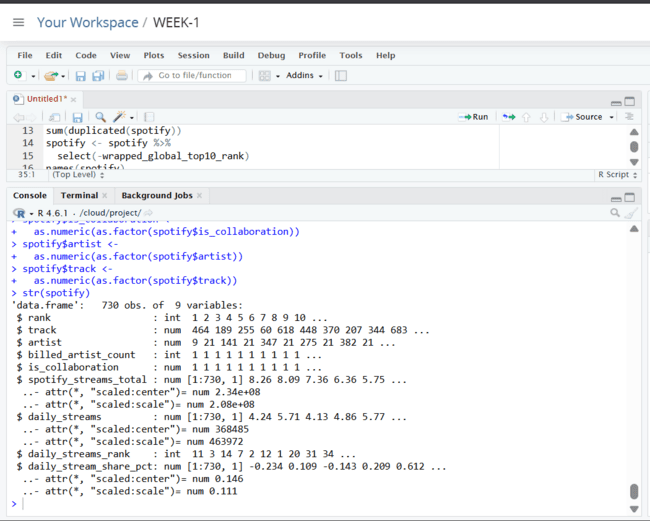 Your Workspace / WEEK-1
File Edit Code View Plots Session Build Debug Profile Tools Help
Go to file/function Addins
Untitled1*
Run Source
13 sum(duplicated(spotify))
14 spotify <- spotify %>%
15 select(-wrapped_global_top10_rank)
16 names(spotify)
35:1 (Top Level) R Script
Console Terminal Background Jobs
R 4.6.1 . /cloud/project/
> spotify$is_collaboration <-
+ as.numeric(as.factor(spotify$is_collaboration))
> spotify$artist <-
+ as.numeric(as.factor(spotify$artist))
> spotify$track <-
+ as.numeric(as.factor(spotify$track))
> str(spotify)
'data.frame': 730 obs. of 9 variables:
$ rank : int 1 2 3 4 5 6 7 8 9 10 ...
$ track : num 464 189 255 60 618 448 370 207 344 683 ...
$ artist : num 9 21 141 21 347 21 275 21 382 21 ...
$ billed_artist_count : int 1 1 1 1 1 1 1 1 1 1 ...
$ is_collaboration : num 1 1 1 1 1 1 1 1 1 1 ...
$ spotify_streams_total : num [1:730, 1] 8.26 8.09 7.36 6.36 5.75 ...
..- attr(*, "scaled:center")= num 2.34e+08
..- attr(*, "scaled:scale")= num 2.08e+08
$ daily_streams : num [1:730, 1] 4.24 5.71 4.13 4.86 5.77 ...
..- attr(*, "scaled:center")= num 368485
..- attr(*, "scaled:scale")= num 463972
$ daily_streams_rank : int 11 3 14 7 2 12 1 20 31 34 ...
$ daily_stream_share_pct: num [1:730, 1] -0.234 0.109 -0.143 0.209 0.612 ...
..- attr(*, "scaled:center")= num 0.146
..- attr(*, "scaled:scale")= num 0.111
>